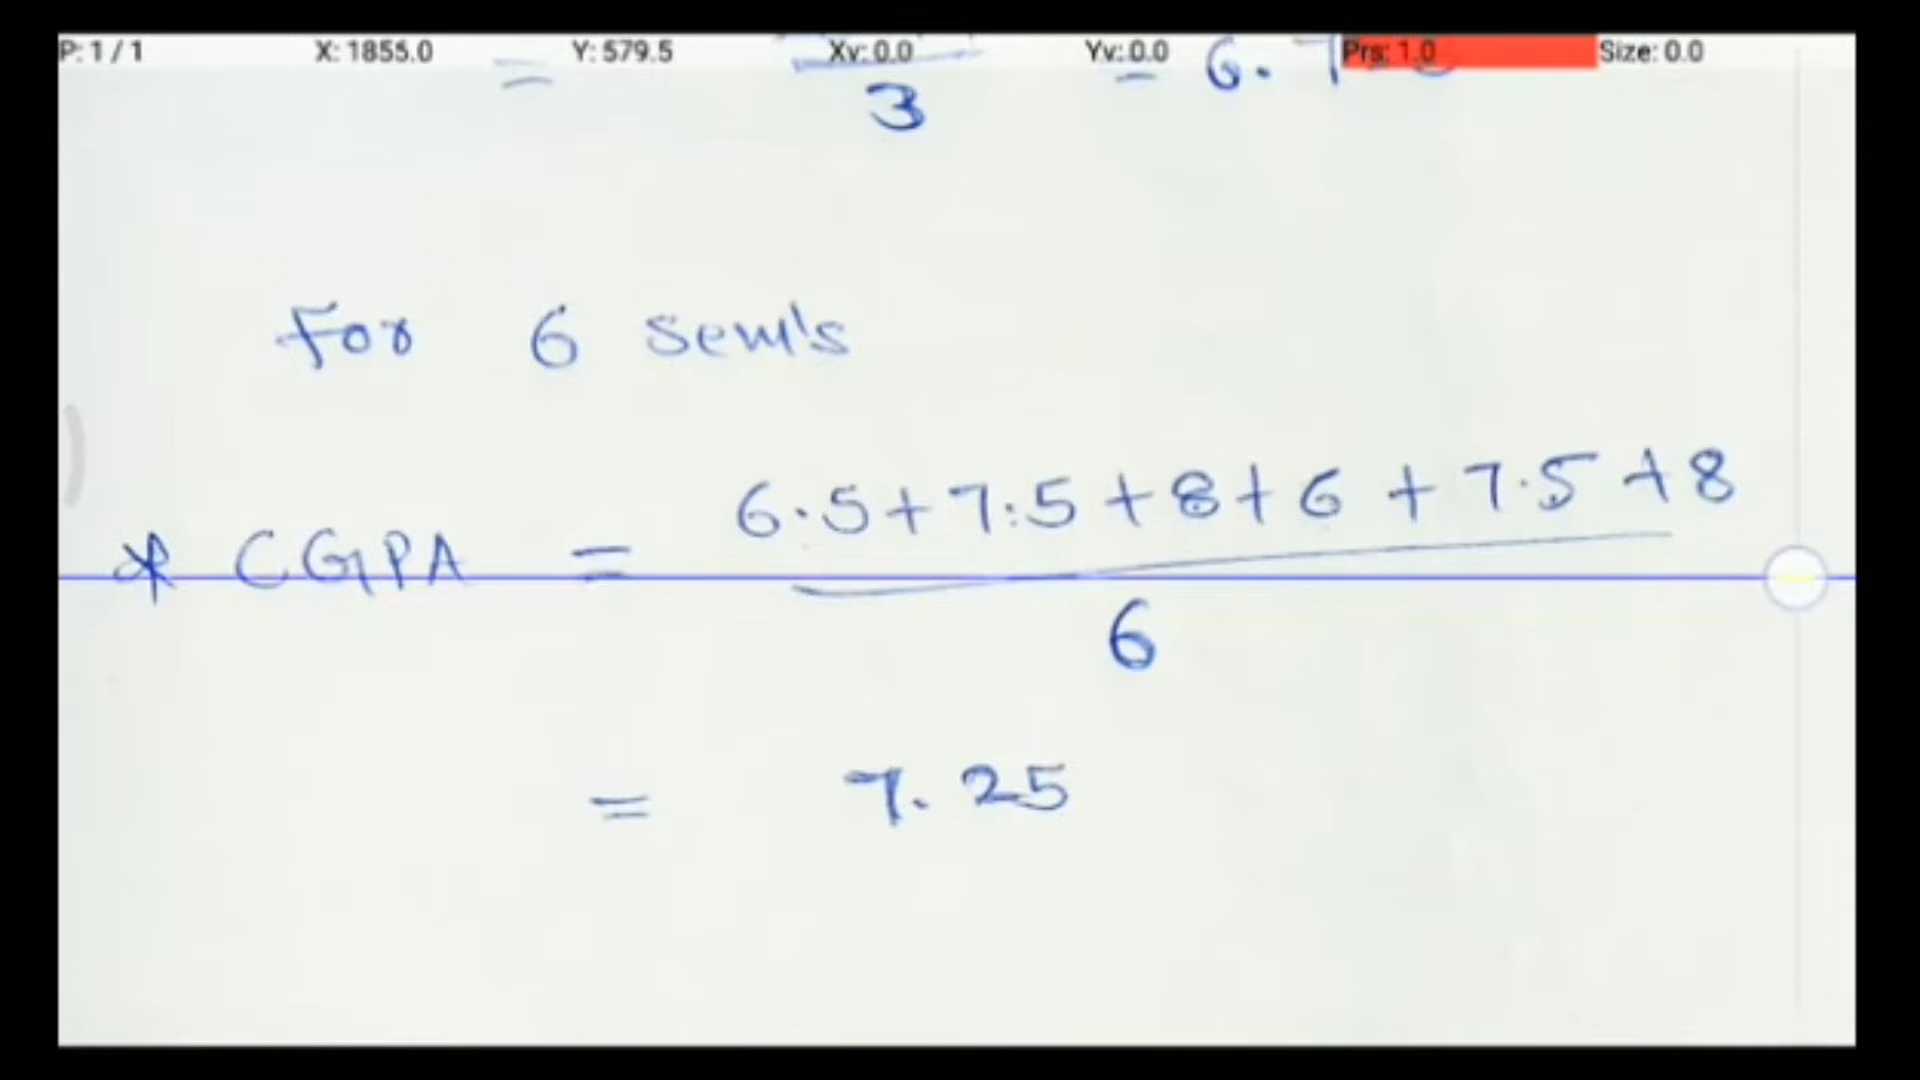 P: 1 / 1 X: 1855.0 Y: 579.5 Xv: 0.0 Yv: 0.0 Prs: 1.0 Size: 0.0
= 3 = 6.
For 6 sem's
* CGPA = 6.5+7.5+8+6+7.5+8
6
= 7.25